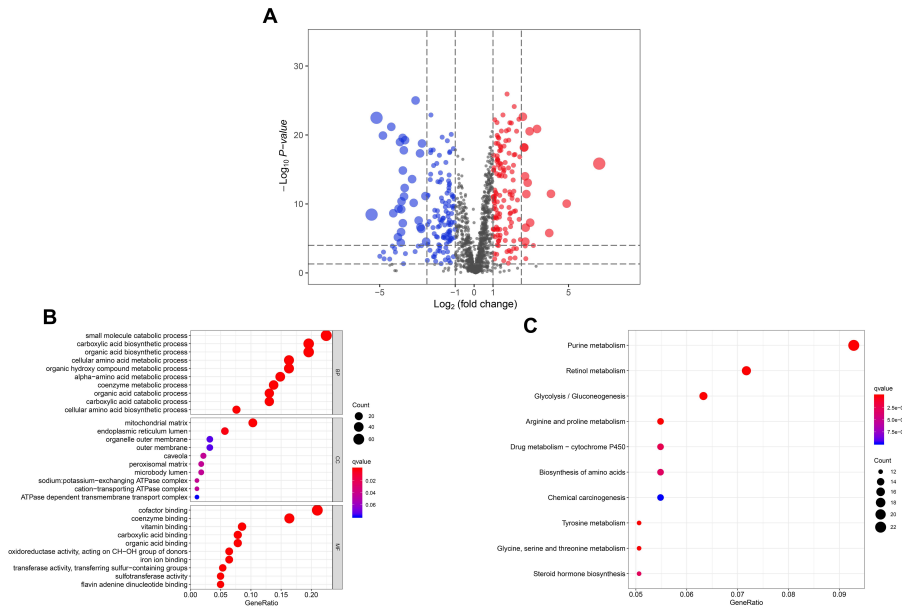 A
−Log10 P−value
30
20
10
0
−5
−1
0
1
5
Log2 (fold change)
B
small molecule catabolic process
carboxylic acid biosynthetic process
organic acid biosynthetic process
cellular amino acid metabolic process
organic hydroxy compound metabolic process
alpha−amino acid metabolic process
coenzyme metabolic process
organic acid catabolic process
carboxylic acid catabolic process
cellular amino acid biosynthetic process
BP
mitochondrial matrix
endoplasmic reticulum lumen
organelle outer membrane
outer membrane
caveola
peroxisomal matrix
microbody lumen
sodium:potassium−exchanging ATPase complex
cation−transporting ATPase complex
ATPase dependent transmembrane transport complex
CC
cofactor binding
coenzyme binding
vitamin binding
carboxylic acid binding
organic acid binding
oxidoreductase activity, acting on CH−OH group of donors
iron ion binding
transferase activity, transferring sulfur−containing groups
sulfotransferase activity
flavin adenine dinucleotide binding
MF
0.00 0.05 0.10 0.15 0.20
GeneRatio
Count
20
40
60
qvalue
0.02
0.04
0.06
C
Purine metabolism
Retinol metabolism
Glycolysis / Gluconeogenesis
Arginine and proline metabolism
Drug metabolism − cytochrome P450
Biosynthesis of amino acids
Chemical carcinogenesis
Tyrosine metabolism
Glycine, serine and threonine metabolism
Steroid hormone biosynthesis
0.05 0.06 0.07 0.08 0.09
GeneRatio
qvalue
2.5e−0
5.0e−0
7.5e−0
Count
12
14
16
18
20
22